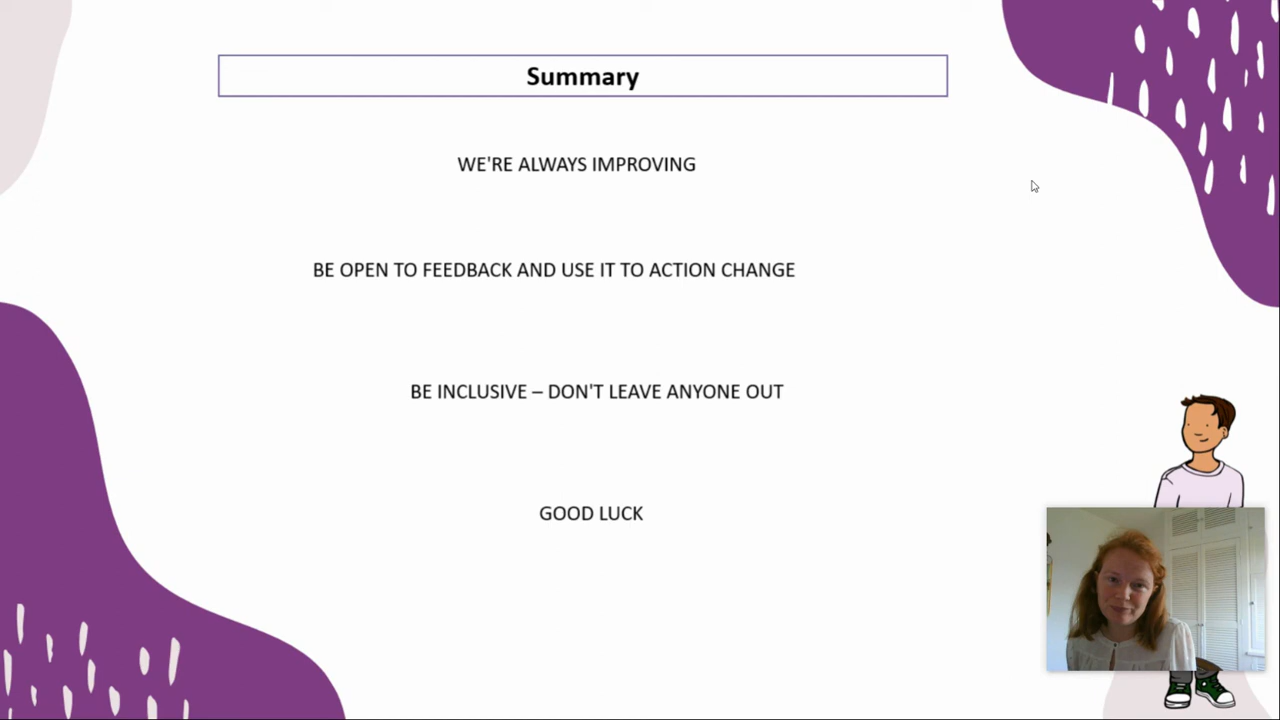 Summary
WE'RE ALWAYS IMPROVING
BE OPEN TO FEEDBACK AND USE IT TO ACTION CHANGE
BE INCLUSIVE – DON'T LEAVE ANYONE OUT
GOOD LUCK